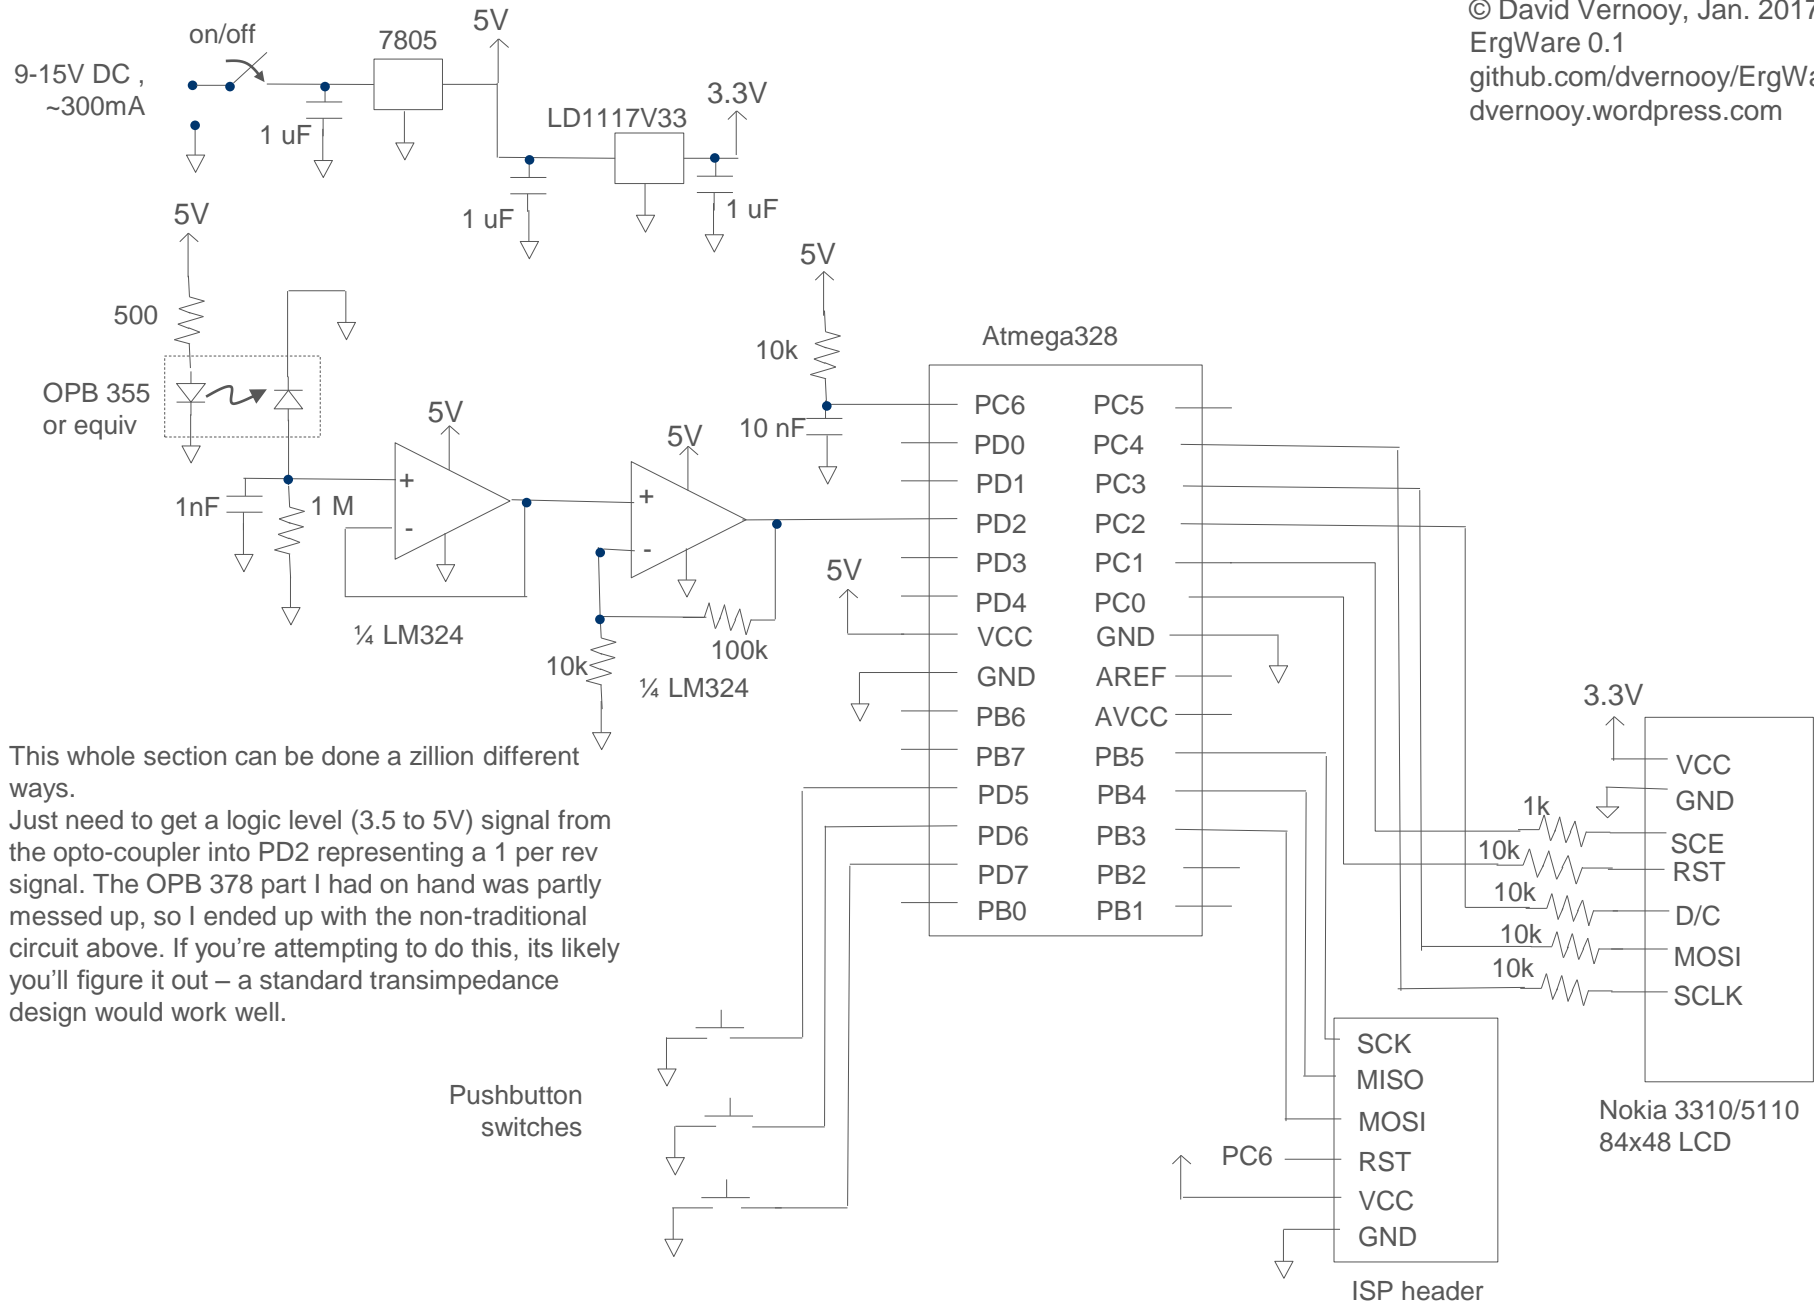 © David Vernooy, Jan. 2017
ErgWare 0.1
github.com/dvernooy/ErgWa
dvernooy.wordpress.com
on/off
9-15V DC ,
~300mA
1 uF
7805
5V
LD1117V33
3.3V
1 uF
1 uF
5V
500
OPB 355
or equiv
1nF
1 M
+
-
5V
¼ LM324
5V
+
-
10k
100k
¼ LM324
5V
10k
10 nF
5V
Atmega328
PC6 PC5
PD0 PC4
PD1 PC3
PD2 PC2
PD3 PC1
PD4 PC0
VCC GND
GND AREF
PB6 AVCC
PB7 PB5
PD5 PB4
PD6 PB3
PD7 PB2
PB0 PB1
This whole section can be done a zillion different
ways.
Just need to get a logic level (3.5 to 5V) signal from
the opto-coupler into PD2 representing a 1 per rev
signal. The OPB 378 part I had on hand was partly
messed up, so I ended up with the non-traditional
circuit above. If you’re attempting to do this, its likely
you’ll figure it out – a standard transimpedance
design would work well.
Pushbutton
switches
3.3V
VCC
GND
1k
SCE
10k
RST
10k
D/C
10k
MOSI
10k
SCLK
Nokia 3310/5110
84x48 LCD
SCK
MISO
MOSI
PC6
RST
VCC
GND
ISP header